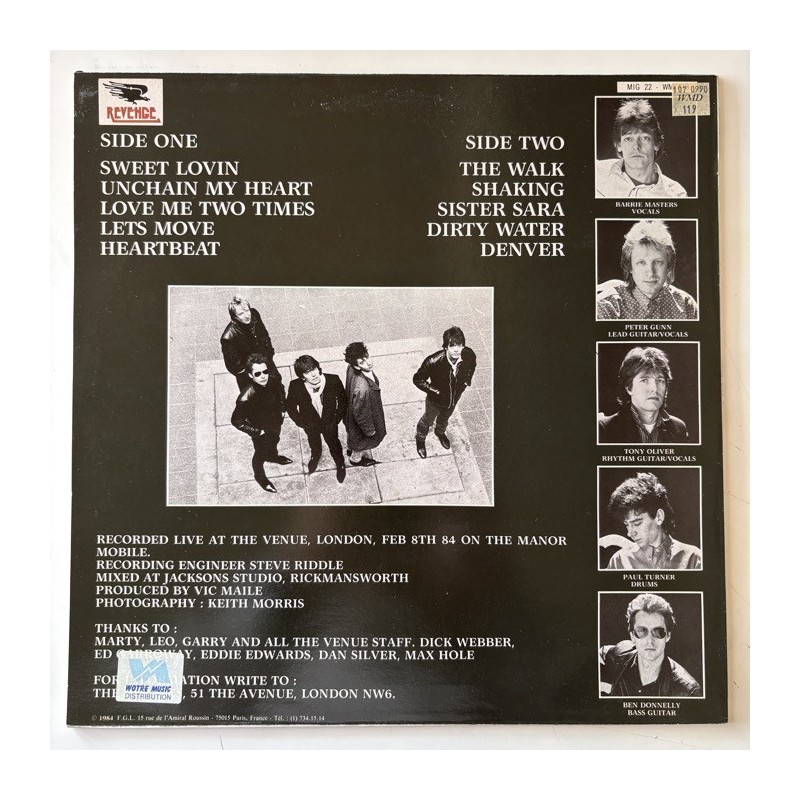 REVENGE
MIG 22 - WM
107 0290
WMD
119
SIDE ONE
SWEET LOVIN
UNCHAIN MY HEART
LOVE ME TWO TIMES
LETS MOVE
HEARTBEAT
SIDE TWO
THE WALK
SHAKING
SISTER SARA
DIRTY WATER
DENVER
BARRIE MASTERS
VOCALS
PETER GUNN
LEAD GUITAR/VOCALS
TONY OLIVER
RHYTHM GUITAR/VOCALS
PAUL TURNER
DRUMS
BEN DONNELLY
BASS GUITAR
RECORDED LIVE AT THE VENUE, LONDON, FEB 8TH 84 ON THE MANOR
MOBILE.
RECORDING ENGINEER STEVE RIDDLE
MIXED AT JACKSONS STUDIO, RICKMANSWORTH
PRODUCED BY VIC MAILE
PHOTOGRAPHY : KEITH MORRIS
THANKS TO :
MARTY, LEO, GARRY AND ALL THE VENUE STAFF. DICK WEBBER,
ED GARROWAY, EDDIE EDWARDS, DAN SILVER, MAX HOLE
FOR WRITE TO :
51 THE AVENUE, LONDON NW6.
WOTRE MUSIC
DISTRIBUTION
© 1984 F.G.L. 15 rue de l'Amiral Roussin - 75015 Paris, France - Tél. : (1) 734.15.14